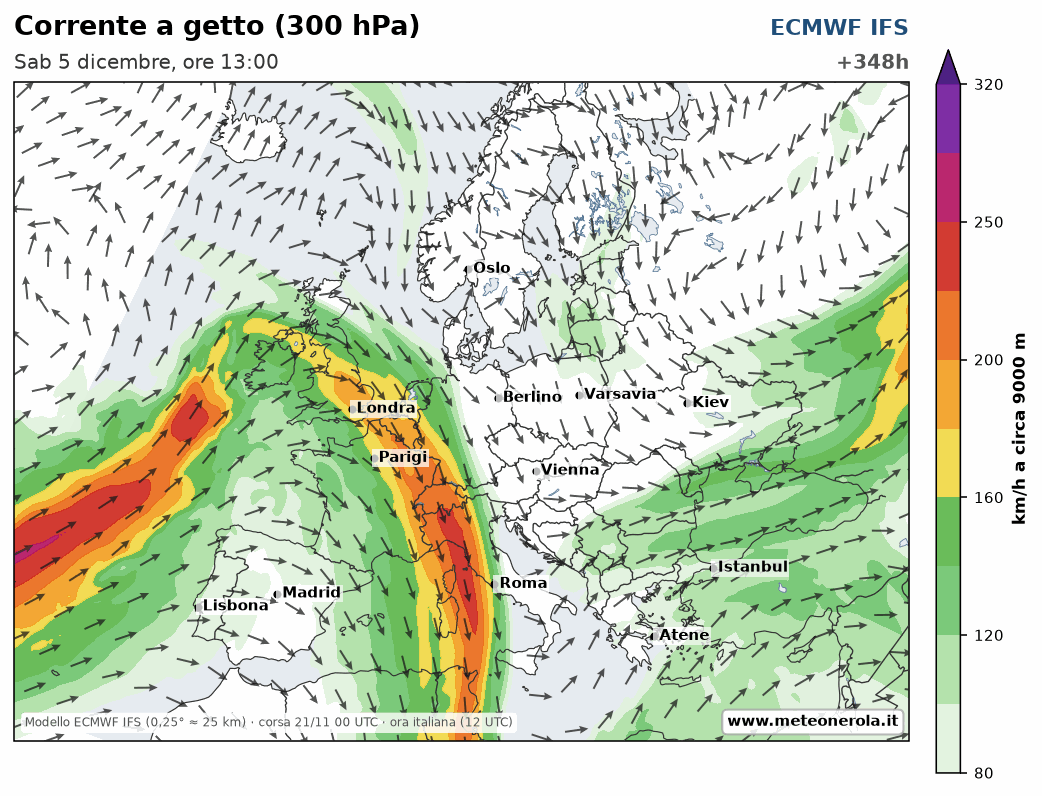 Corrente a getto (300 hPa)
ECMWF IFS
Sab 5 dicembre, ore 13:00
+348h
320
250
200
160
120
80
km/h a circa 9000 m
Oslo
Berlino
Varsavia
Kiev
Londra
Parigi
Vienna
Istanbul
Roma
Madrid
Lisbona
Atene
Modello ECMWF IFS (0,25° ≈ 25 km) · corsa 21/11 00 UTC · ora italiana (12 UTC)
www.meteonerola.it